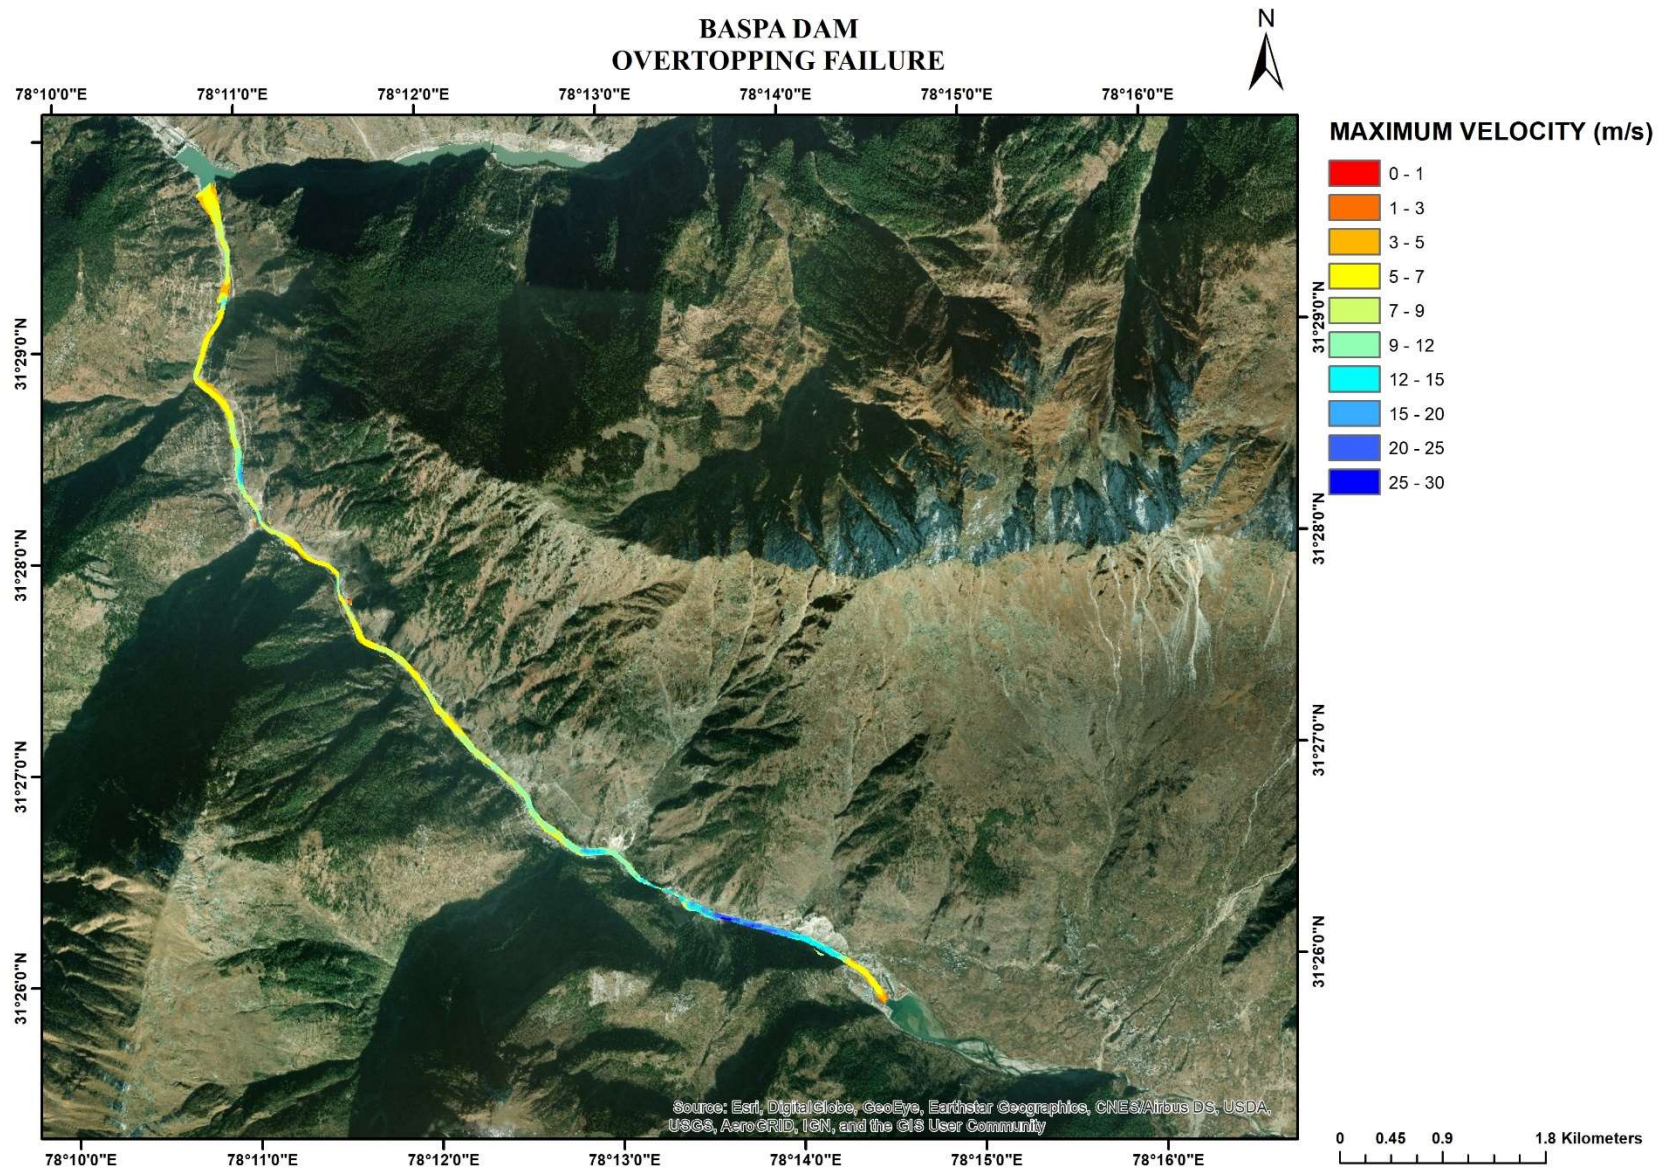 BASPA DAM
OVERTOPPING FAILURE
N
78°10'0"E
78°11'0"E
78°12'0"E
78°13'0"E
78°14'0"E
78°15'0"E
78°16'0"E
MAXIMUM VELOCITY (m/s)
0 - 1
1 - 3
3 - 5
5 - 7
7 - 9
9 - 12
12 - 15
15 - 20
20 - 25
25 - 30
31°29'0"N
31°28'0"N
31°27'0"N
31°26'0"N
31°29'0"N
31°28'0"N
31°27'0"N
31°26'0"N
Source: Esri, DigitalGlobe, GeoEye, Earthstar Geographics, CNES/Airbus DS, USDA,
USGS, AeroGRID, IGN, and the GIS User Community
78°10'0"E
78°11'0"E
78°12'0"E
78°13'0"E
78°14'0"E
78°15'0"E
78°16'0"E
0 0.45 0.9 1.8 Kilometers